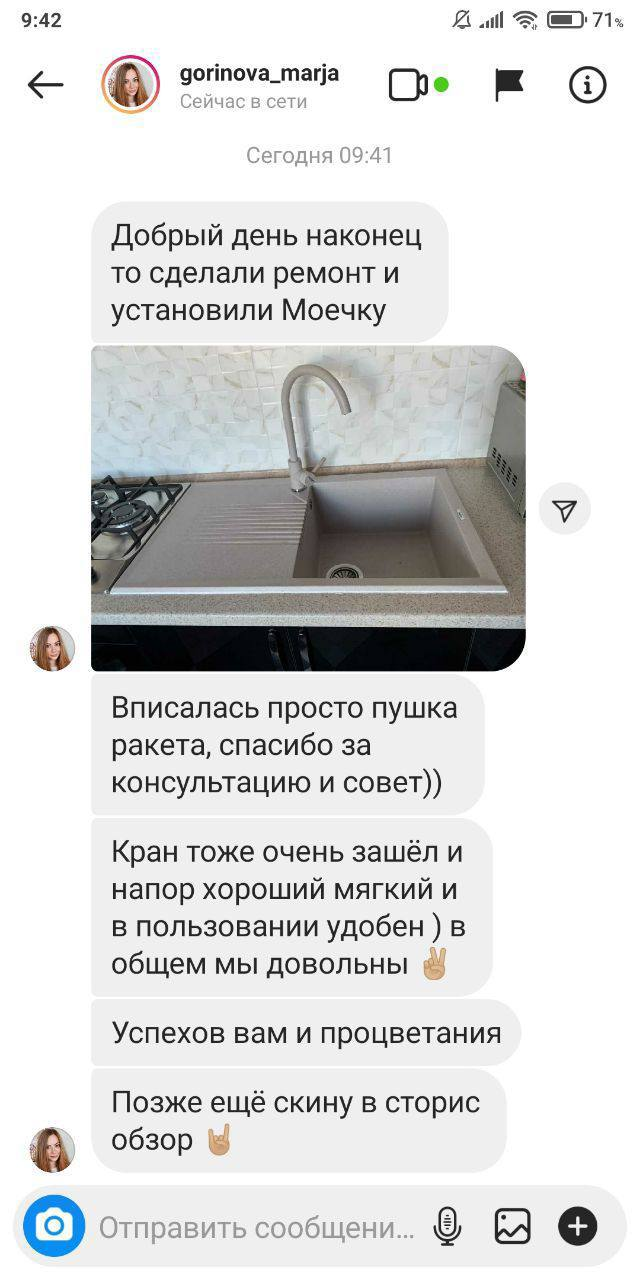 9:42
71%
gorinova_marja
Сейчас в сети
Сегодня 09:41
Добрый день наконец
то сделали ремонт и
установили Моечку
Вписалась просто пушка
ракета, спасибо за
консультацию и совет))
Кран тоже очень зашёл и
напор хороший мягкий и
в пользовании удобен ) в
общем мы довольны ✌🏼
Успехов вам и процветания
Позже ещё скину в сторис
обзор 🤘🏼
Отправить сообщени...